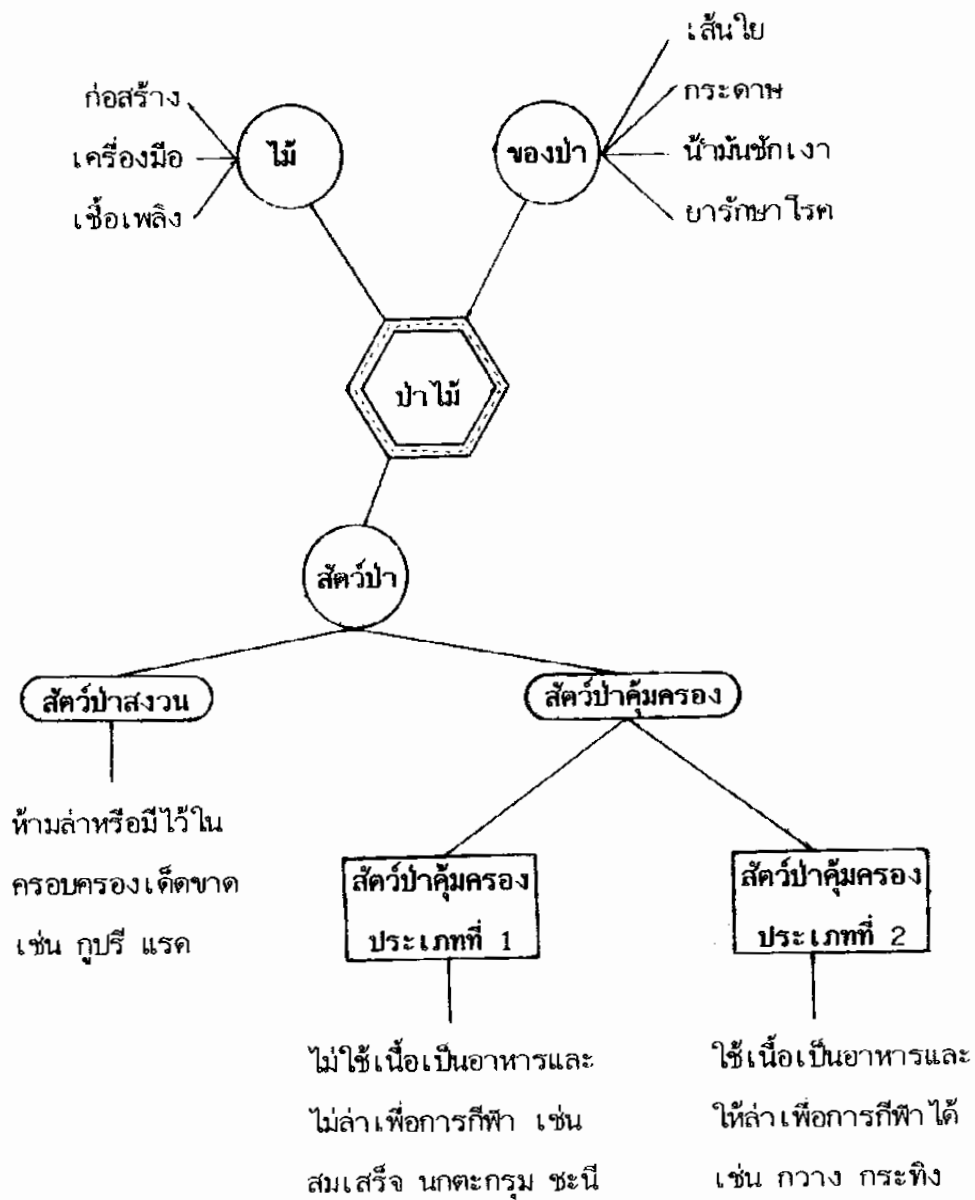 ก่อสร้าง
เครื่องมือ
เชื้อเพลิง
ไม้
ของป่า
เส้นใย
กระดาษ
น้ำมันชักเงา
ยารักษาโรค
ป่าไม้
สัตว์ป่า
สัตว์ป่าสงวน
สัตว์ป่าคุ้มครอง
ห้ามล่าหรือมีไว้ใน
ครอบครองเด็ดขาด
เช่น กูปรี แรด
สัตว์ป่าคุ้มครอง
ประเภทที่ 1
สัตว์ป่าคุ้มครอง
ประเภทที่ 2
ไม่ใช้เนื้อเป็นอาหารและ
ไม่ล่าเพื่อการกีฬา เช่น
สมเสร็จ นกตะกรุม ชะนี
ใช้เนื้อเป็นอาหารและ
ให้ล่าเพื่อการกีฬาได้
เช่น กวาง กระทิง